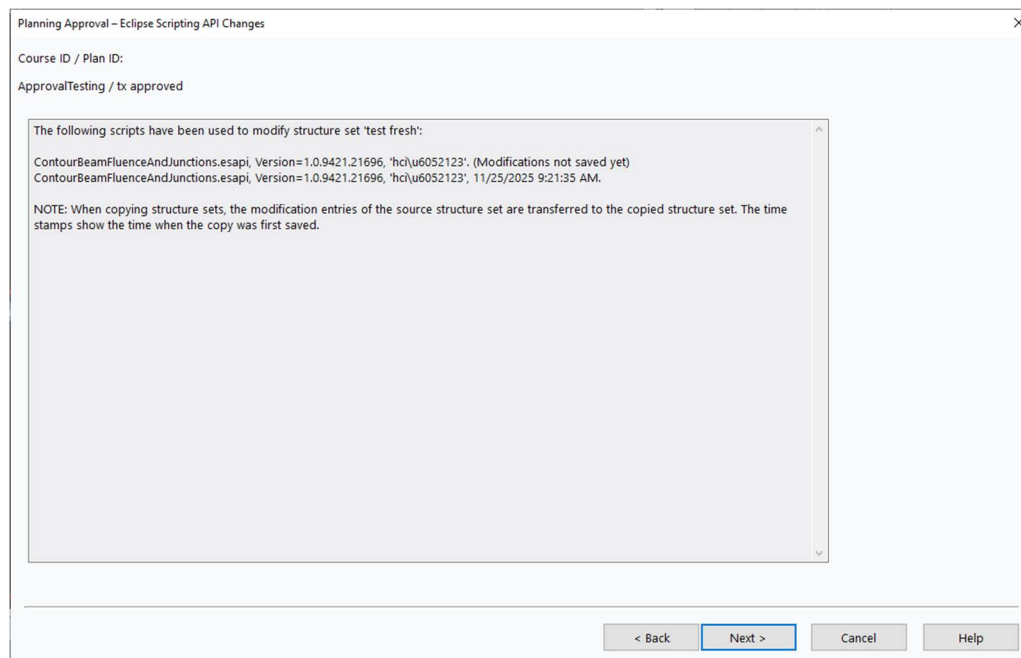 Planning Approval – Eclipse Scripting API Changes
Course ID / Plan ID:
ApprovalTesting / tx approved
The following scripts have been used to modify structure set 'test fresh':
ContourBeamFluenceAndJunctions.esapi, Version=1.0.9421.21696, 'hci\u6052123'. (Modifications not saved yet)
ContourBeamFluenceAndJunctions.esapi, Version=1.0.9421.21696, 'hci\u6052123', 11/25/2025 9:21:35 AM.
NOTE: When copying structure sets, the modification entries of the source structure set are transferred to the copied structure set. The time
stamps show the time when the copy was first saved.
< Back Next > Cancel Help